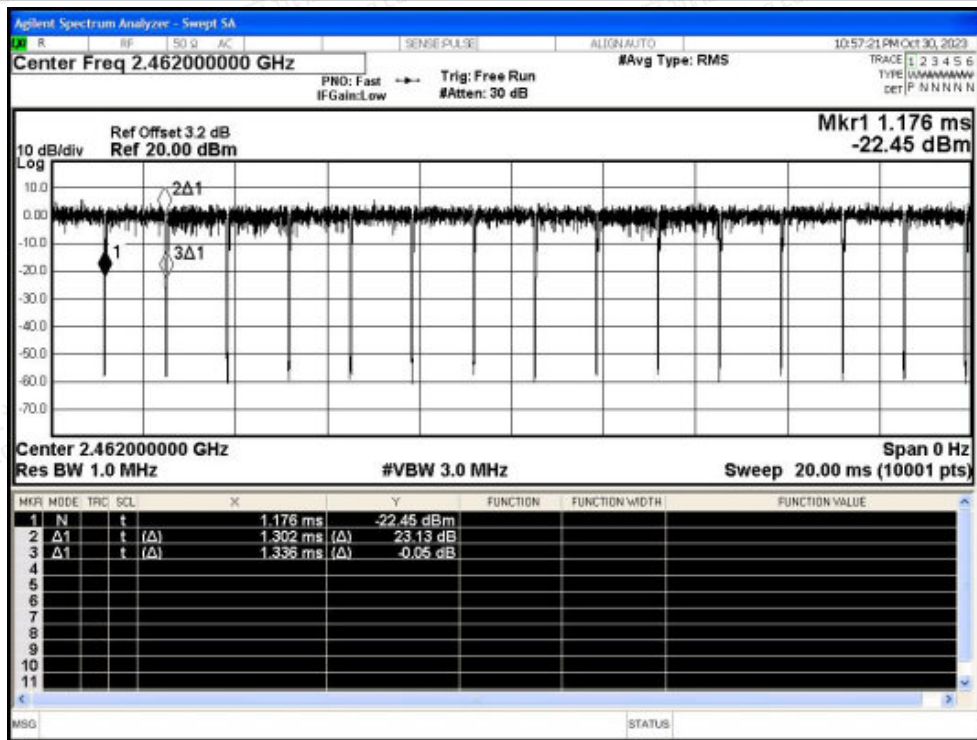 Agilent Spectrum Analyzer - Swept SA
R RF 50 Ω AC SENSE:PULSE ALIGNAUTO 10:57:21 PM Oct 30, 2023
Center Freq 2.462000000 GHz #Avg Type: RMS TRACE 1 2 3 4 5 6
PNO: Fast Trig: Free Run TYPE
IFGain:Low #Atten: 30 dB DET P N N N N N
Mkr1 1.176 ms
Ref Offset 3.2 dB
10 dB/div Ref 20.00 dBm -22.45 dBm
Log
10.0
2Δ1
0.00
-10.0
1
3Δ1
-20.0
-30.0
-40.0
-50.0
-60.0
-70.0
Center 2.462000000 GHz Span 0 Hz
Res BW 1.0 MHz #VBW 3.0 MHz Sweep 20.00 ms (10001 pts)
MKR MODE TRC SCL X Y FUNCTION FUNCTION WIDTH FUNCTION VALUE
1 N t 1.176 ms -22.45 dBm
2 Δ1 t (Δ) 1.302 ms (Δ) 23.13 dB
3 Δ1 t (Δ) 1.336 ms (Δ) -0.05 dB
4
5
6
7
8
9
10
11
MSG STATUS